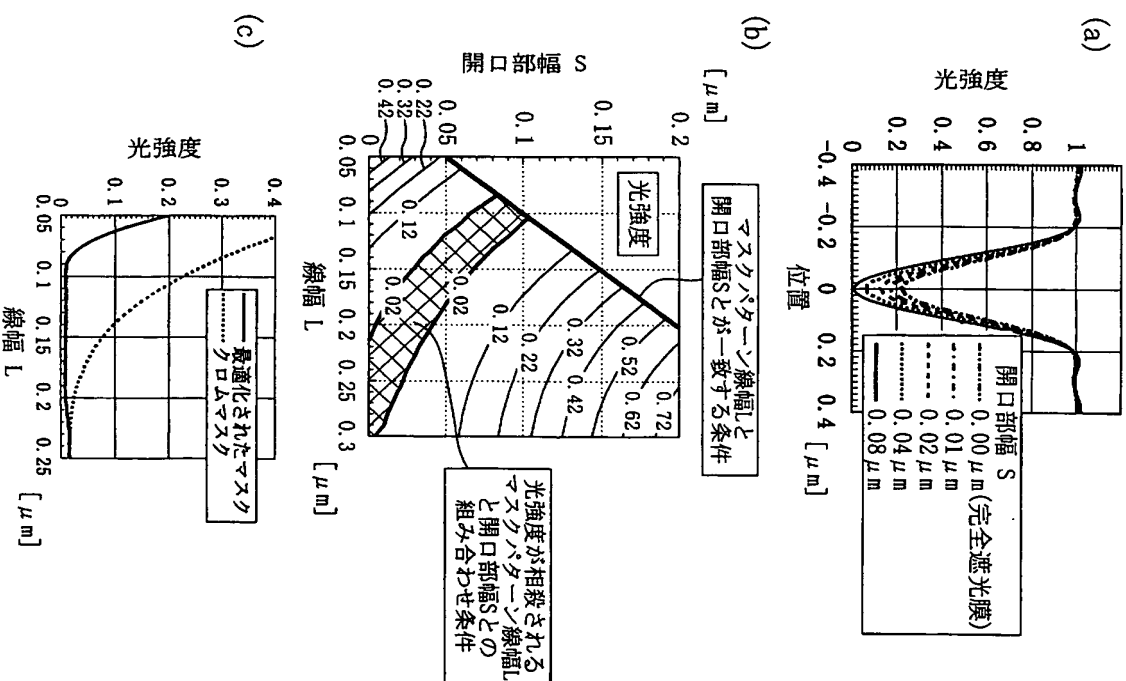 (a)
光強度
1
0.8
0.6
0.4
0.2
0
-0.4
-0.2
0
0.2
0.4
[μm]
位置
開口部幅 S
0.00μm(完全遮光膜)
0.01μm
0.02μm
0.04μm
0.08μm
(b)
[μm]
開口部幅 S
0.2
0.15
0.1
0.05
0
0.22
0.32
0.42
光強度
マスクパターン線幅Lと
開口部幅Sとが一致する条件
0.12
0.02
0.02
0.12
0.22
0.32
0.42
0.52
0.62
0.72
0.05
0.1
0.15
0.2
0.25
0.3
[μm]
線幅 L
光強度が相殺される
マスクパターン線幅L
と開口部幅Sとの
組み合わせ条件
(c)
光強度
0.4
0.3
0.2
0.1
0
最適化されたマスク
クロムマスク
0.05
0.1
0.15
0.2
0.25
[μm]
線幅 L